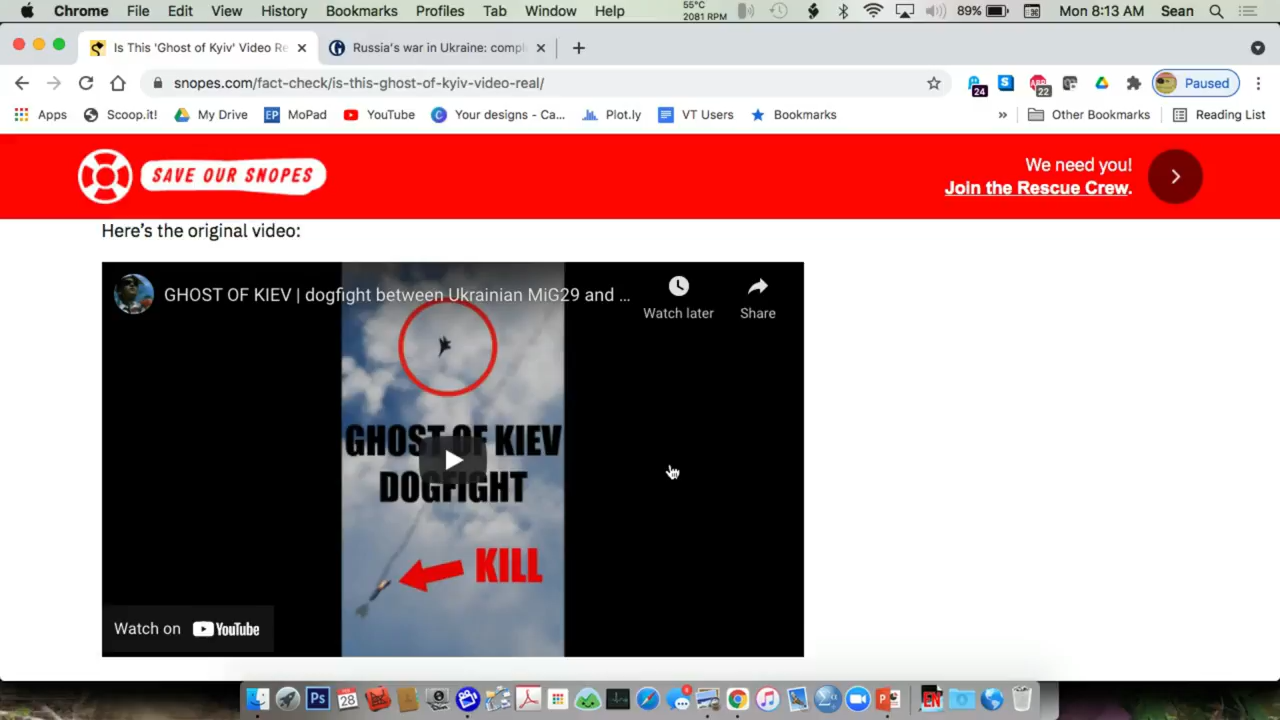 Chrome File Edit View History Bookmarks Profiles Tab Window Help 55°C 2081 RPM 89% Mon 8:13 AM Sean
Is This 'Ghost of Kyiv' Video Re
Russia's war in Ukraine: compl
snopes.com/fact-check/is-this-ghost-of-kyiv-video-real/
24
S
22
Paused
Apps Scoop.it! My Drive EP MoPad YouTube C Your designs - Ca... Plot.ly VT Users Bookmarks » Other Bookmarks Reading List
SAVE OUR SNOPES
We need you!
Join the Rescue Crew.
Here's the original video:
GHOST OF KIEV | dogfight between Ukrainian MiG29 and ...
Watch later
Share
GHOST OF KIEV
DOGFIGHT
KILL
Watch on YouTube
Ps
28